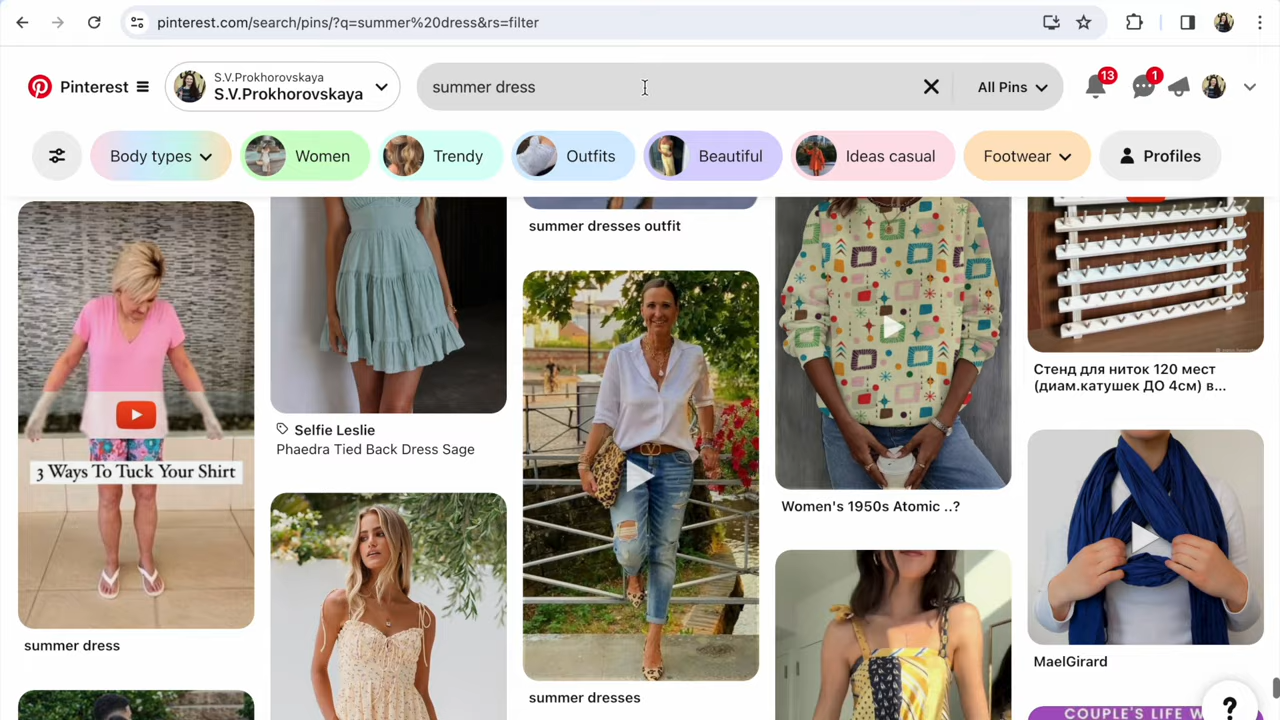 pinterest.com/search/pins/?q=summer%20dress&rs=filter
Pinterest
S.V.Prokhorovskaya
S.V.Prokhorovskaya
summer dress
All Pins
13
1
Body types
Women
Trendy
Outfits
Beautiful
Ideas casual
Footwear
Profiles
3 Ways To Tuck Your Shirt
summer dress
Selfie Leslie
Phaedra Tied Back Dress Sage
summer dresses outfit
summer dresses
Women's 1950s Atomic ..?
Стенд для ниток 120 мест
(диам.катушек ДО 4см) в...
MaelGirard
COUPLE'S LIFE W
?